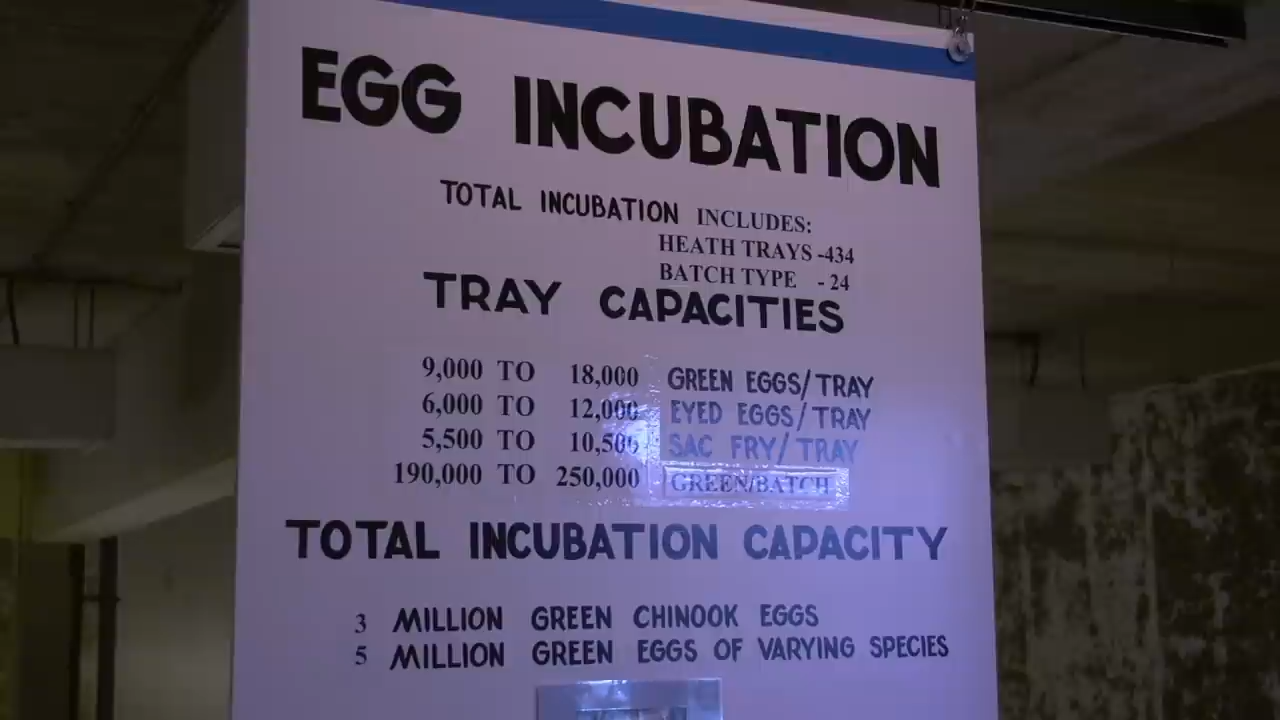 EGG INCUBATION
TOTAL INCUBATION INCLUDES:
HEATH TRAYS -434
BATCH TYPE - 24
TRAY CAPACITIES
9,000 TO 18,000 GREEN EGGS/TRAY
6,000 TO 12,000 EYED EGGS/TRAY
5,500 TO 10,500 SAC FRY/TRAY
190,000 TO 250,000 GREEN/BATCH
TOTAL INCUBATION CAPACITY
3 MILLION GREEN CHINOOK EGGS
5 MILLION GREEN EGGS OF VARYING SPECIES